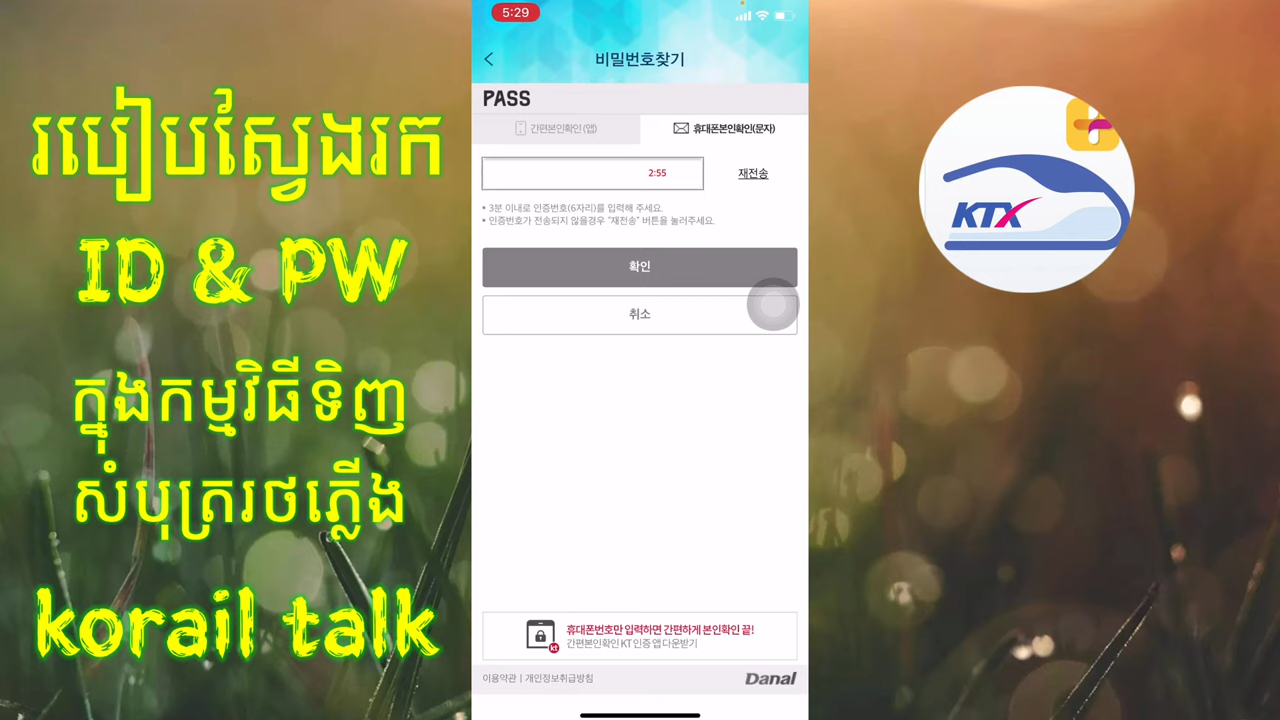 របៀបស្វែងរក
ID & PW
ក្នុងកម្មវិធីទិញ
សំបុត្ររថភ្លើង
korail talk
5:29
비밀번호찾기
PASS
간편본인확인(앱)
휴대폰본인확인(문자)
2:55
재전송
• 3분 이내로 인증번호(6자리)를 입력해 주세요.
• 인증번호가 전송되지 않을경우 "재전송" 버튼을 눌러주세요.
확인
취소
휴대폰번호만 입력하면 간편하게 본인확인 끝!
간편본인확인 KT 인증 앱 다운받기
kt
이용약관 | 개인정보취급방침
Danal
KTX